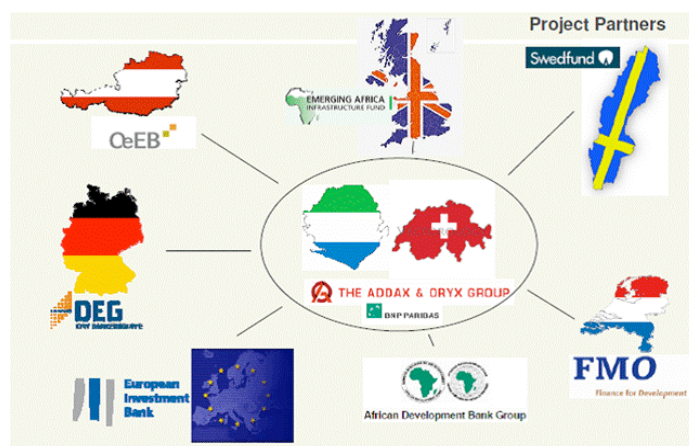 Project Partners
Swedfund
EMERGING AFRICA
INFRASTRUCTURE FUND
OeEB
THE ADDAX & ORYX GROUP
BNP PARIBAS
DEG
European
Investment
Bank
African Development Bank Group
FMO
Finance for Development